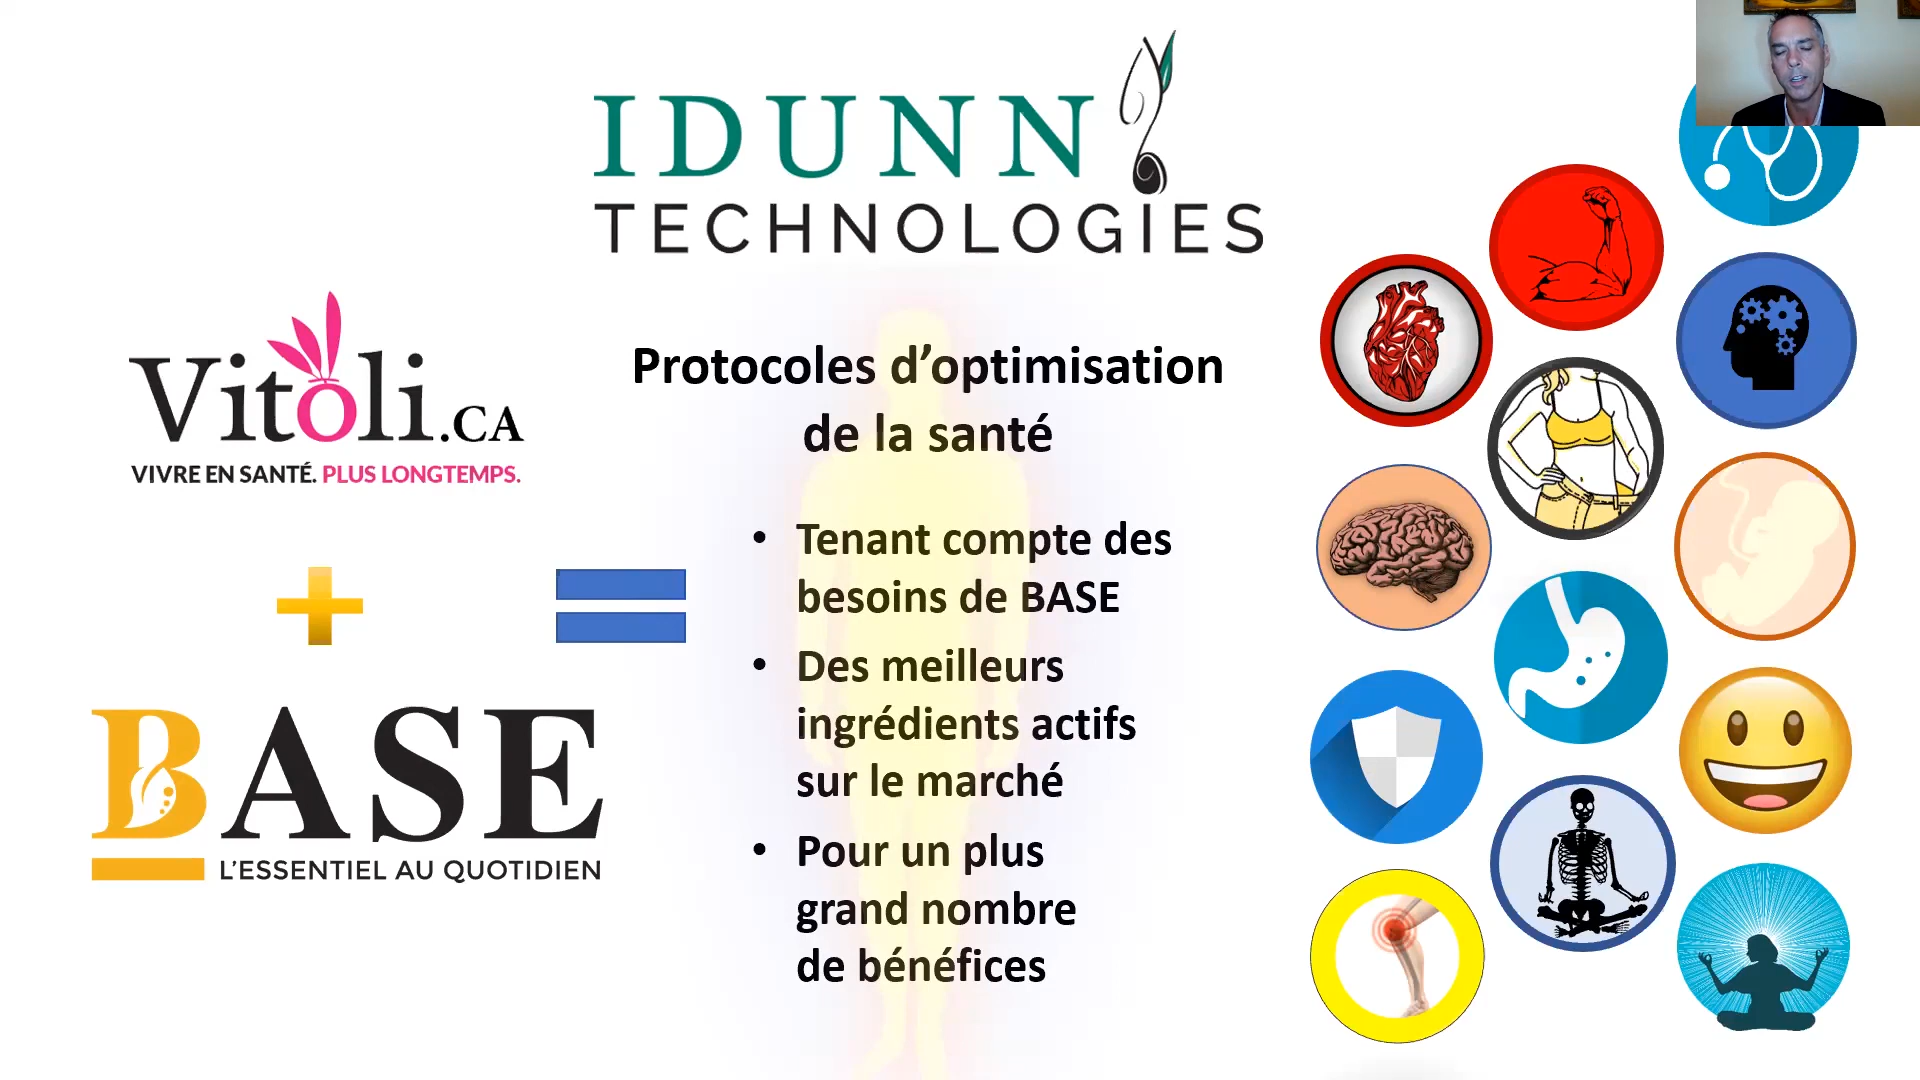 IDUNN
TECHNOLOGIES
Vitoli.CA
VIVRE EN SANTÉ. PLUS LONGTEMPS.
BASE
L'ESSENTIEL AU QUOTIDIEN
Protocoles d’optimisation
de la santé
• Tenant compte des
besoins de BASE
• Des meilleurs
ingrédients actifs
sur le marché
• Pour un plus
grand nombre
de bénéfices